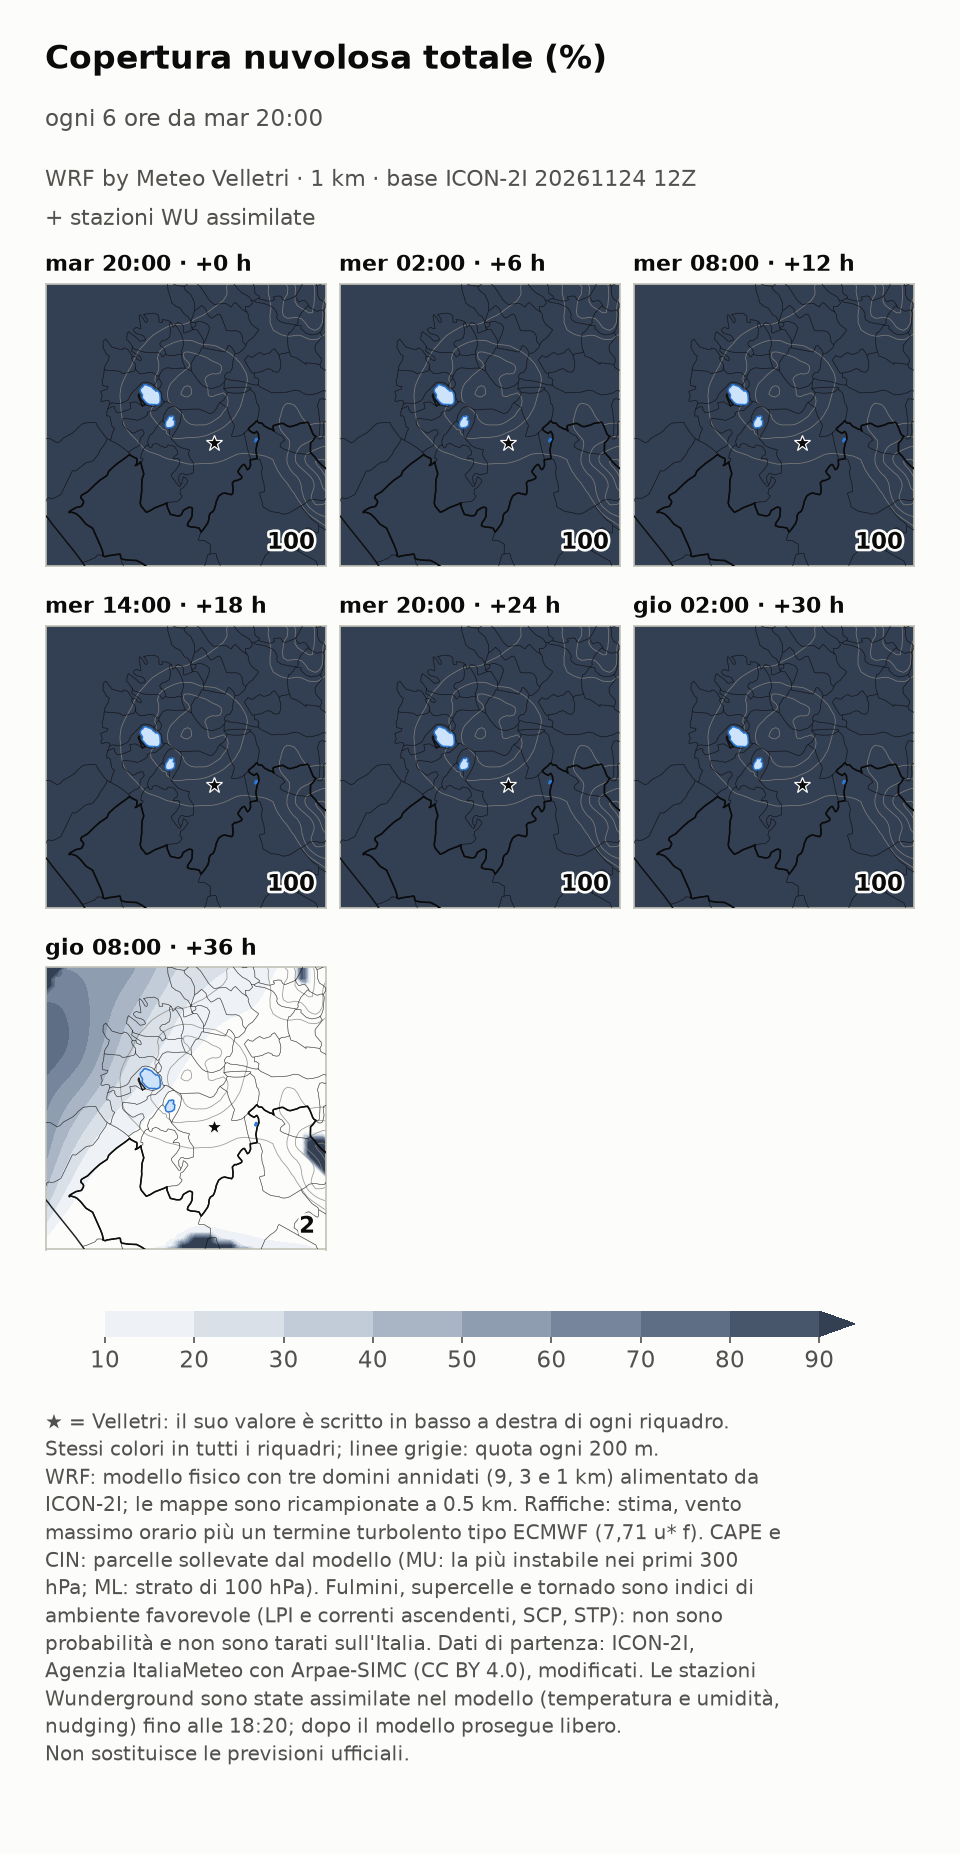 Copertura nuvolosa totale (%)
ogni 6 ore da mar 20:00
WRF by Meteo Velletri · 1 km · base ICON-2I 20261124 12Z
+ stazioni WU assimilate
mar 20:00 · +0 h
mer 02:00 · +6 h
mer 08:00 · +12 h
100
100
100
mer 14:00 · +18 h
mer 20:00 · +24 h
gio 02:00 · +30 h
100
100
100
gio 08:00 · +36 h
2
10 20 30 40 50 60 70 80 90
★ = Velletri: il suo valore è scritto in basso a destra di ogni riquadro.
Stessi colori in tutti i riquadri; linee grigie: quota ogni 200 m.
WRF: modello fisico con tre domini annidati (9, 3 e 1 km) alimentato da
ICON-2I; le mappe sono ricampionate a 0.5 km. Raffiche: stima, vento
massimo orario più un termine turbolento tipo ECMWF (7,71 u* f). CAPE e
CIN: parcelle sollevate dal modello (MU: la più instabile nei primi 300
hPa; ML: strato di 100 hPa). Fulmini, supercelle e tornado sono indici di
ambiente favorevole (LPI e correnti ascendenti, SCP, STP): non sono
probabilità e non sono tarati sull'Italia. Dati di partenza: ICON-2I,
Agenzia ItaliaMeteo con Arpae-SIMC (CC BY 4.0), modificati. Le stazioni
Wunderground sono state assimilate nel modello (temperatura e umidità,
nudging) fino alle 18:20; dopo il modello prosegue libero.
Non sostituisce le previsioni ufficiali.